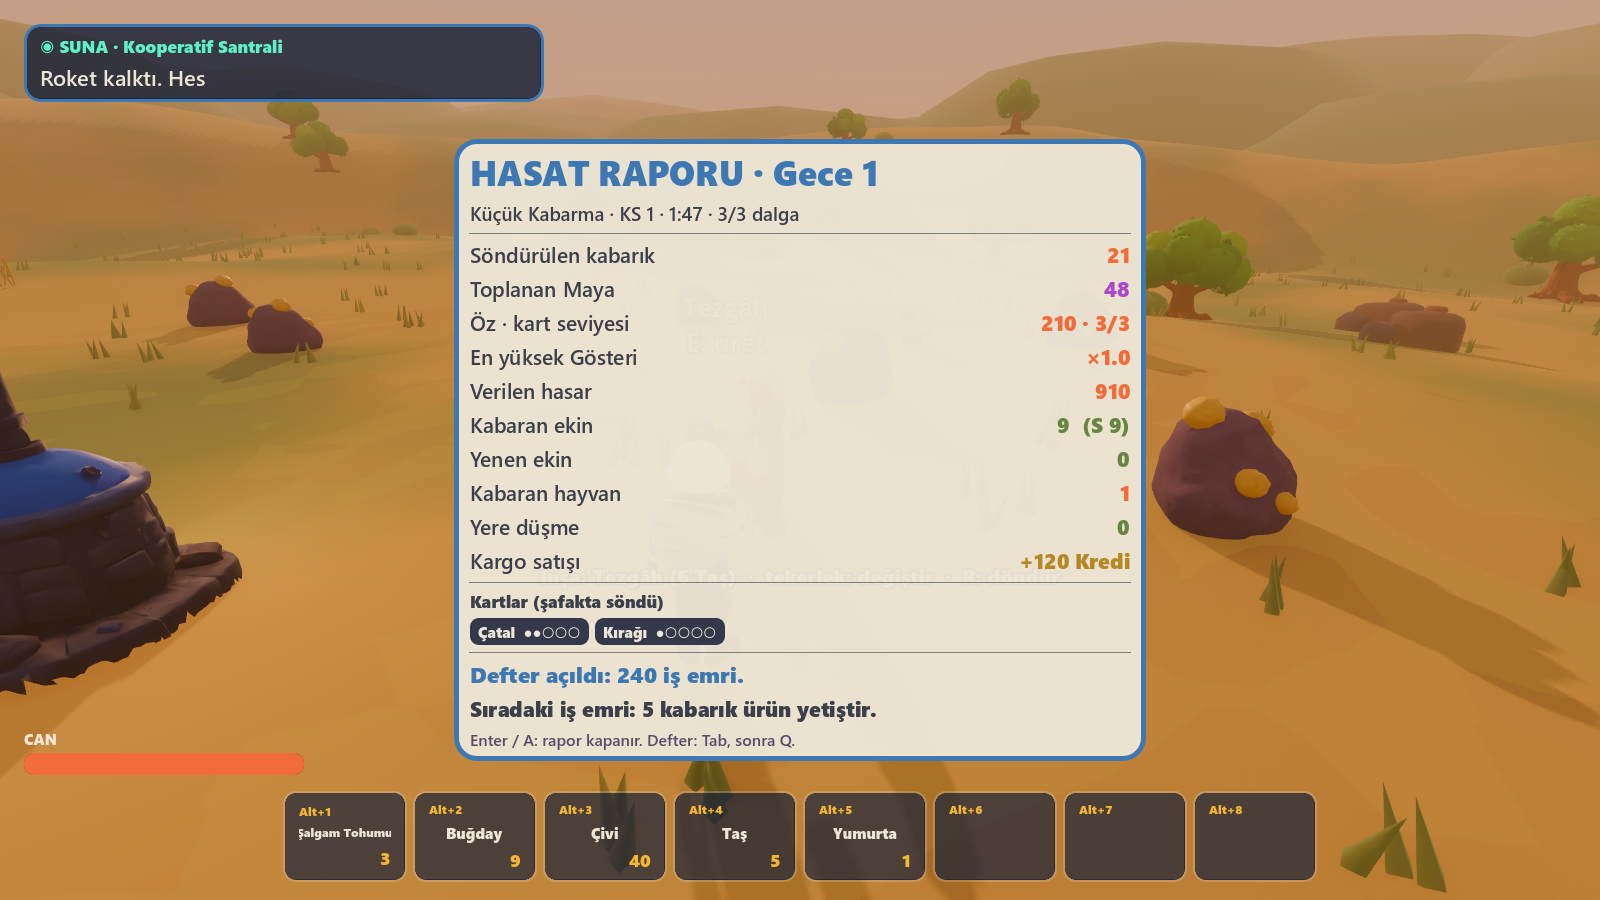 ◉ SUNA · Kooperatif Santrali
Roket kalktı. Hes
HASAT RAPORU · Gece 1
Küçük Kabarma · KS 1 · 1:47 · 3/3 dalga
Söndürülen kabarık 21
Toplanan Maya 48
Öz · kart seviyesi 210 · 3/3
En yüksek Gösteri ×1.0
Verilen hasar 910
Kabaran ekin 9 (S 9)
Yenen ekin 0
Kabaran hayvan 1
Yere düşme 0
Kargo satışı +120 Kredi
Kartlar (şafakta söndü)
Çatal ●●○○○ Kırağı ●○○○○
Defter açıldı: 240 iş emri.
Sıradaki iş emri: 5 kabarık ürün yetiştir.
Enter / A: rapor kapanır. Defter: Tab, sonra Q.
CAN
Alt+1 Alt+2 Alt+3 Alt+4 Alt+5 Alt+6 Alt+7 Alt+8
Şalgam Tohumu Buğday Çivi Taş Yumurta
3 9 40 5 1